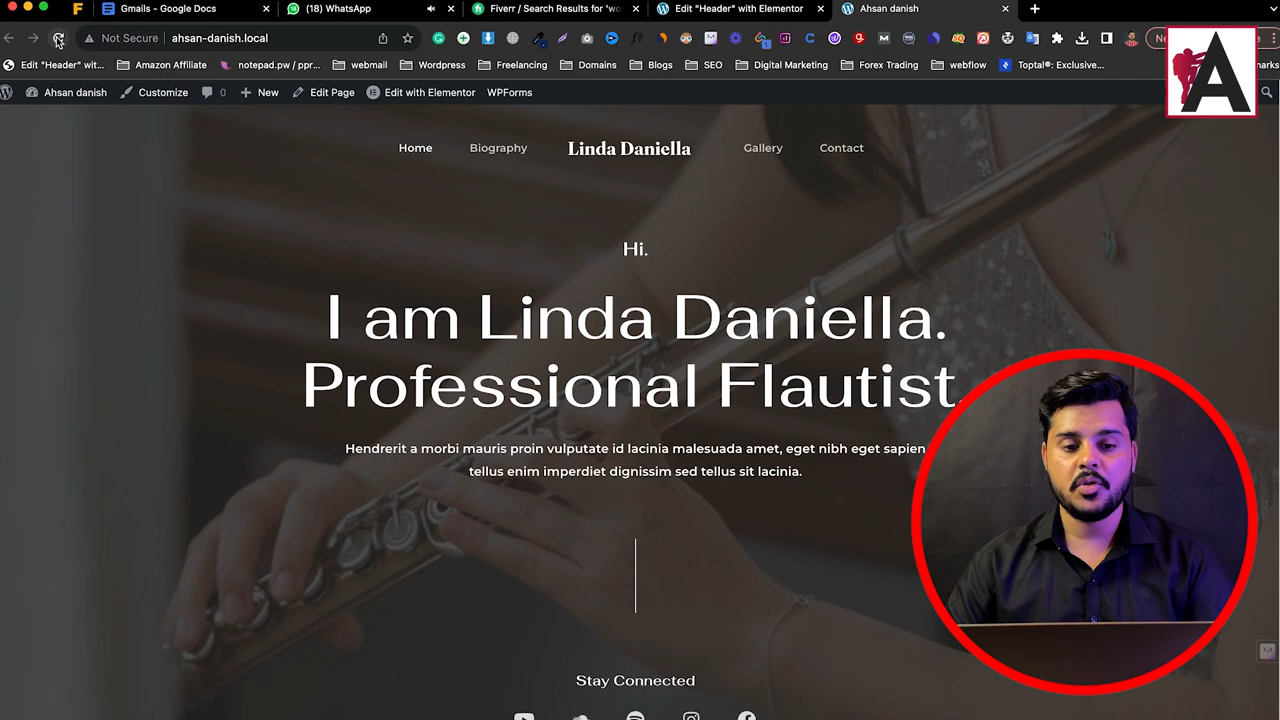 Gmails - Google Docs
(18) WhatsApp
Fiverr / Search Results for 'wo
Edit "Header" with Elementor
Ahsan danish
Not Secure
ahsan-danish.local
Edit "Header" wit...
Amazon Affiliate
notepad.pw / ppr...
webmail
Wordpress
Freelancing
Domains
Blogs
SEO
Digital Marketing
Forex Trading
webflow
Toptal®: Exclusive...
Ahsan danish
Customize
0
New
Edit Page
Edit with Elementor
WPForms
A
Home
Biography
Linda Daniella
Gallery
Contact
Hi.
I am Linda Daniella.
Professional Flautist.
Hendrerit a morbi mauris proin vulputate id lacinia malesuada amet, eget nibh eget sapien
tellus enim imperdiet dignissim sed tellus sit lacinia.
Stay Connected